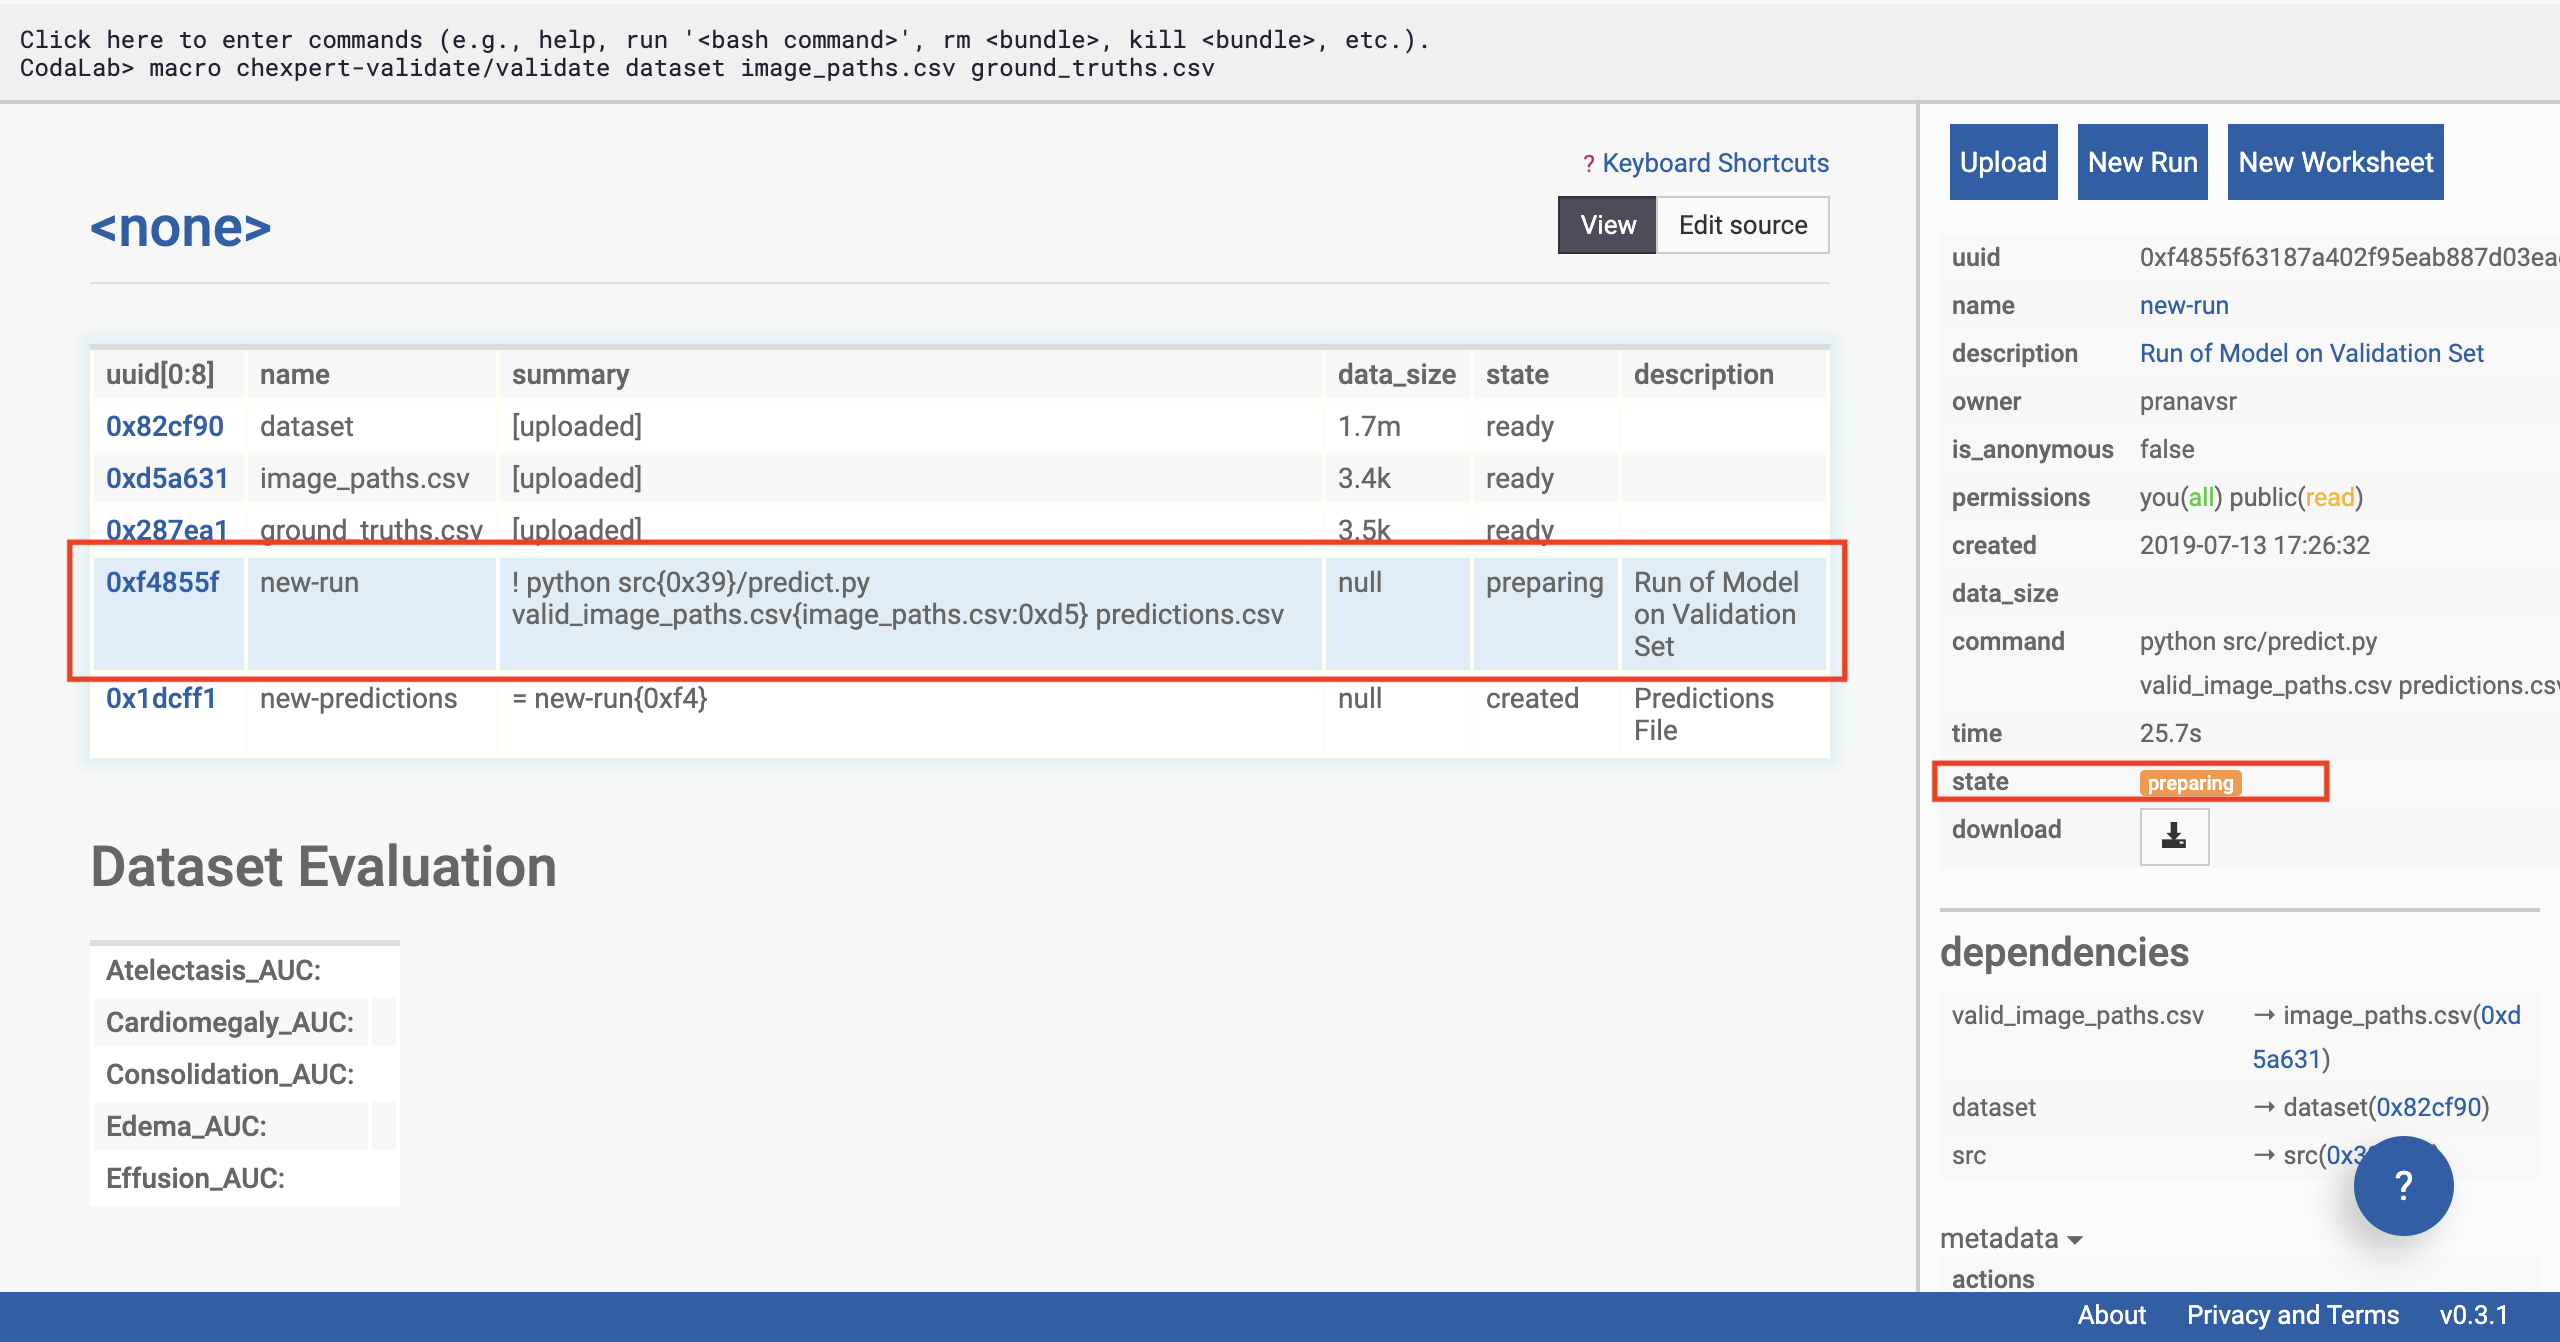 Click here to enter commands (e.g., help, run '<bash command>', rm <bundle>, kill <bundle>, etc.).
CodaLab> macro chexpert-validate/validate dataset image_paths.csv ground_truths.csv
? Keyboard Shortcuts
<none>
View Edit source
uuid[0:8] name summary data_size state description
0x82cf90 dataset [uploaded] 1.7m ready
0xd5a631 image_paths.csv [uploaded] 3.4k ready
0x287ea1 ground_truths.csv [uploaded] 3.5k ready
0xf4855f new-run ! python src{0x39}/predict.py null preparing Run of Model
valid_image_paths.csv{image_paths.csv:0xd5} predictions.csv on Validation
Set
0x1dcff1 new-predictions = new-run{0xf4} null created Predictions
File
Dataset Evaluation
Atelectasis_AUC:
Cardiomegaly_AUC:
Consolidation_AUC:
Edema_AUC:
Effusion_AUC:
Upload New Run New Worksheet
uuid 0xf4855f63187a402f95eab887d03ea
name new-run
description Run of Model on Validation Set
owner pranavsr
is_anonymous false
permissions you(all) public(read)
created 2019-07-13 17:26:32
data_size
command python src/predict.py
valid_image_paths.csv predictions.csv
time 25.7s
state preparing
download
dependencies
valid_image_paths.csv → image_paths.csv(0xd
5a631)
dataset → dataset(0x82cf90)
src → src(0x3
?
metadata
actions
About Privacy and Terms v0.3.1